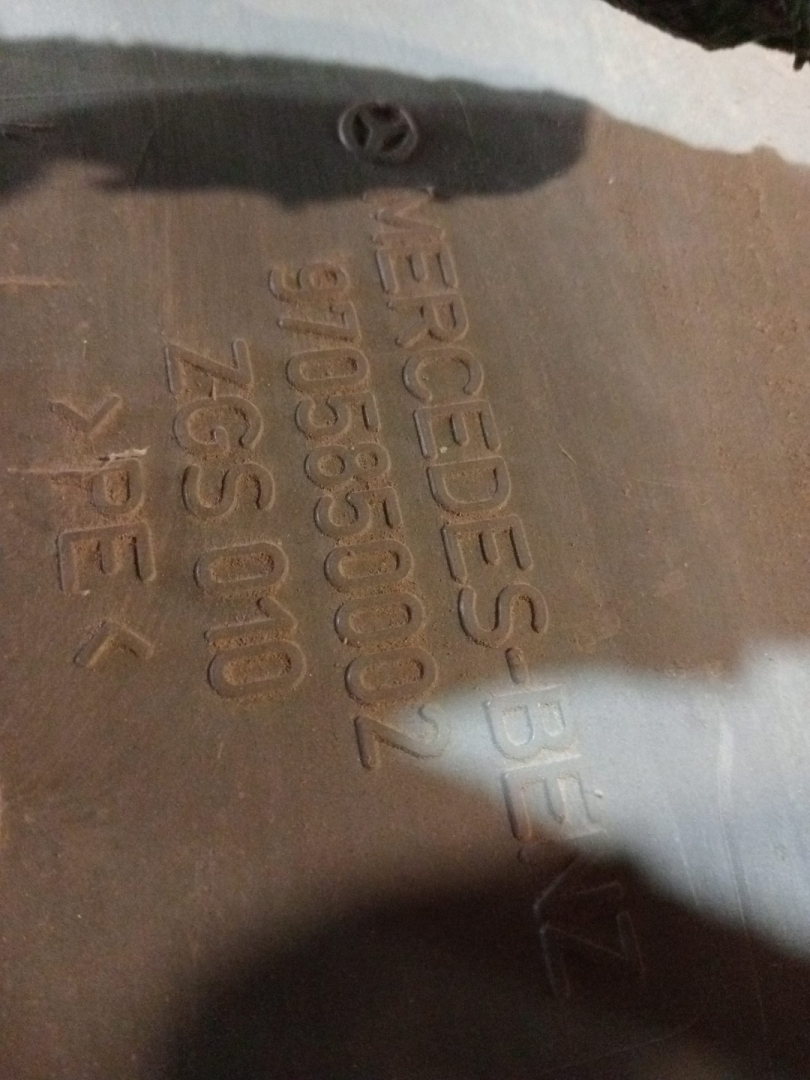 MERCEDES-BENZ
9705850002
ZGS 010
>PE<